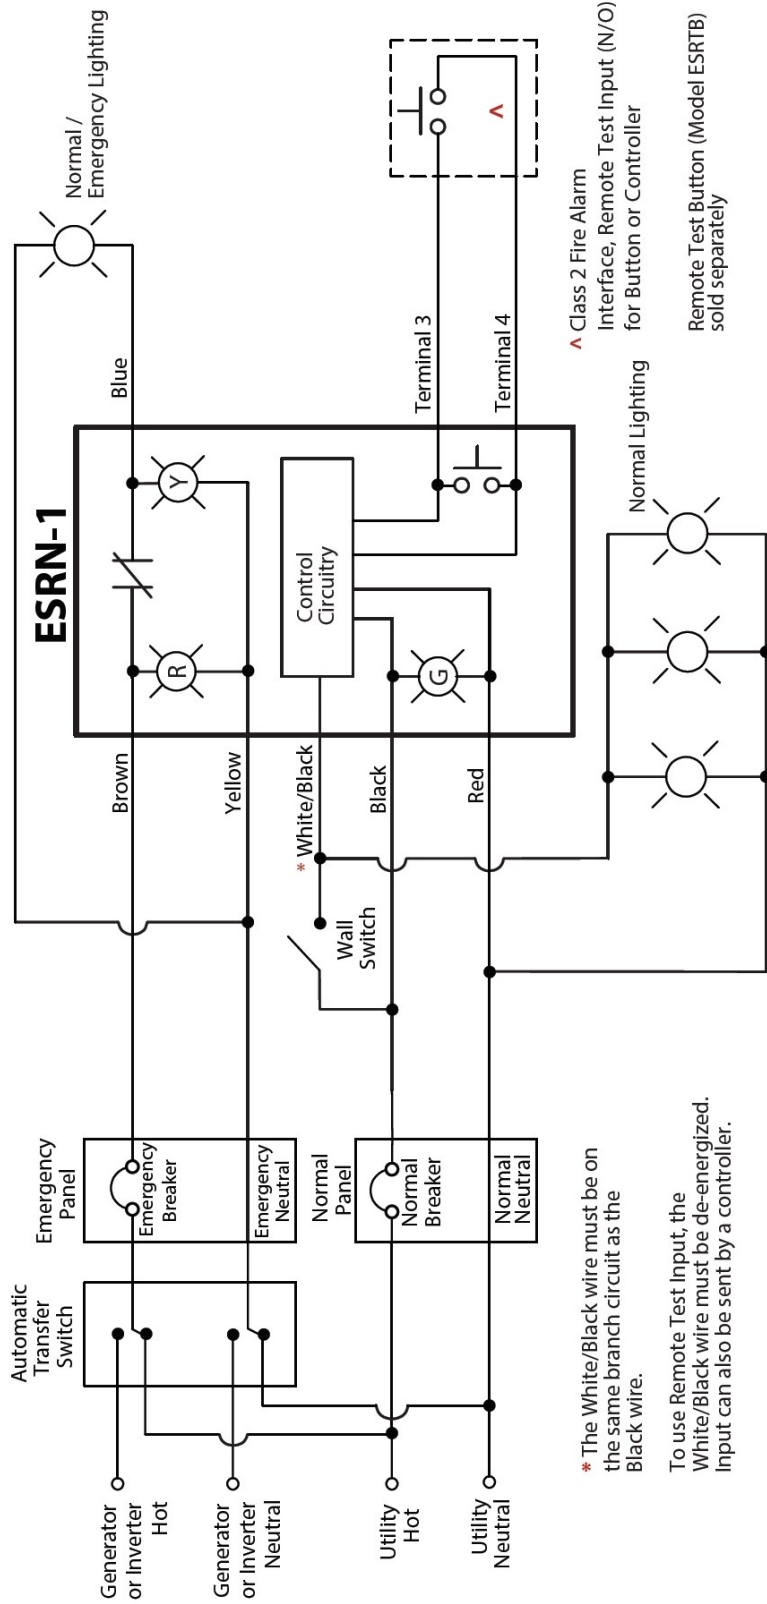 ESRN-1
Normal /
Emergency Lighting
Blue
Y
R
Brown
Yellow
Control
Circuitry
G
* White/Black
Black
Red
Wall
Switch
Terminal 3
Terminal 4
^
^ Class 2 Fire Alarm
Interface, Remote Test Input (N/O)
for Button or Controller
Remote Test Button (Model ESRTB)
sold separately
Normal Lighting
Emergency
Panel
Emergency
Breaker
Emergency
Neutral
Normal
Panel
Normal
Breaker
Normal
Neutral
Automatic
Transfer
Switch
Generator
or Inverter
Hot
Generator
or Inverter
Neutral
Utility
Hot
Utility
Neutral
* The White/Black wire must be on
the same branch circuit as the
Black wire.
To use Remote Test Input, the
White/Black wire must be de-energized.
Input can also be sent by a controller.